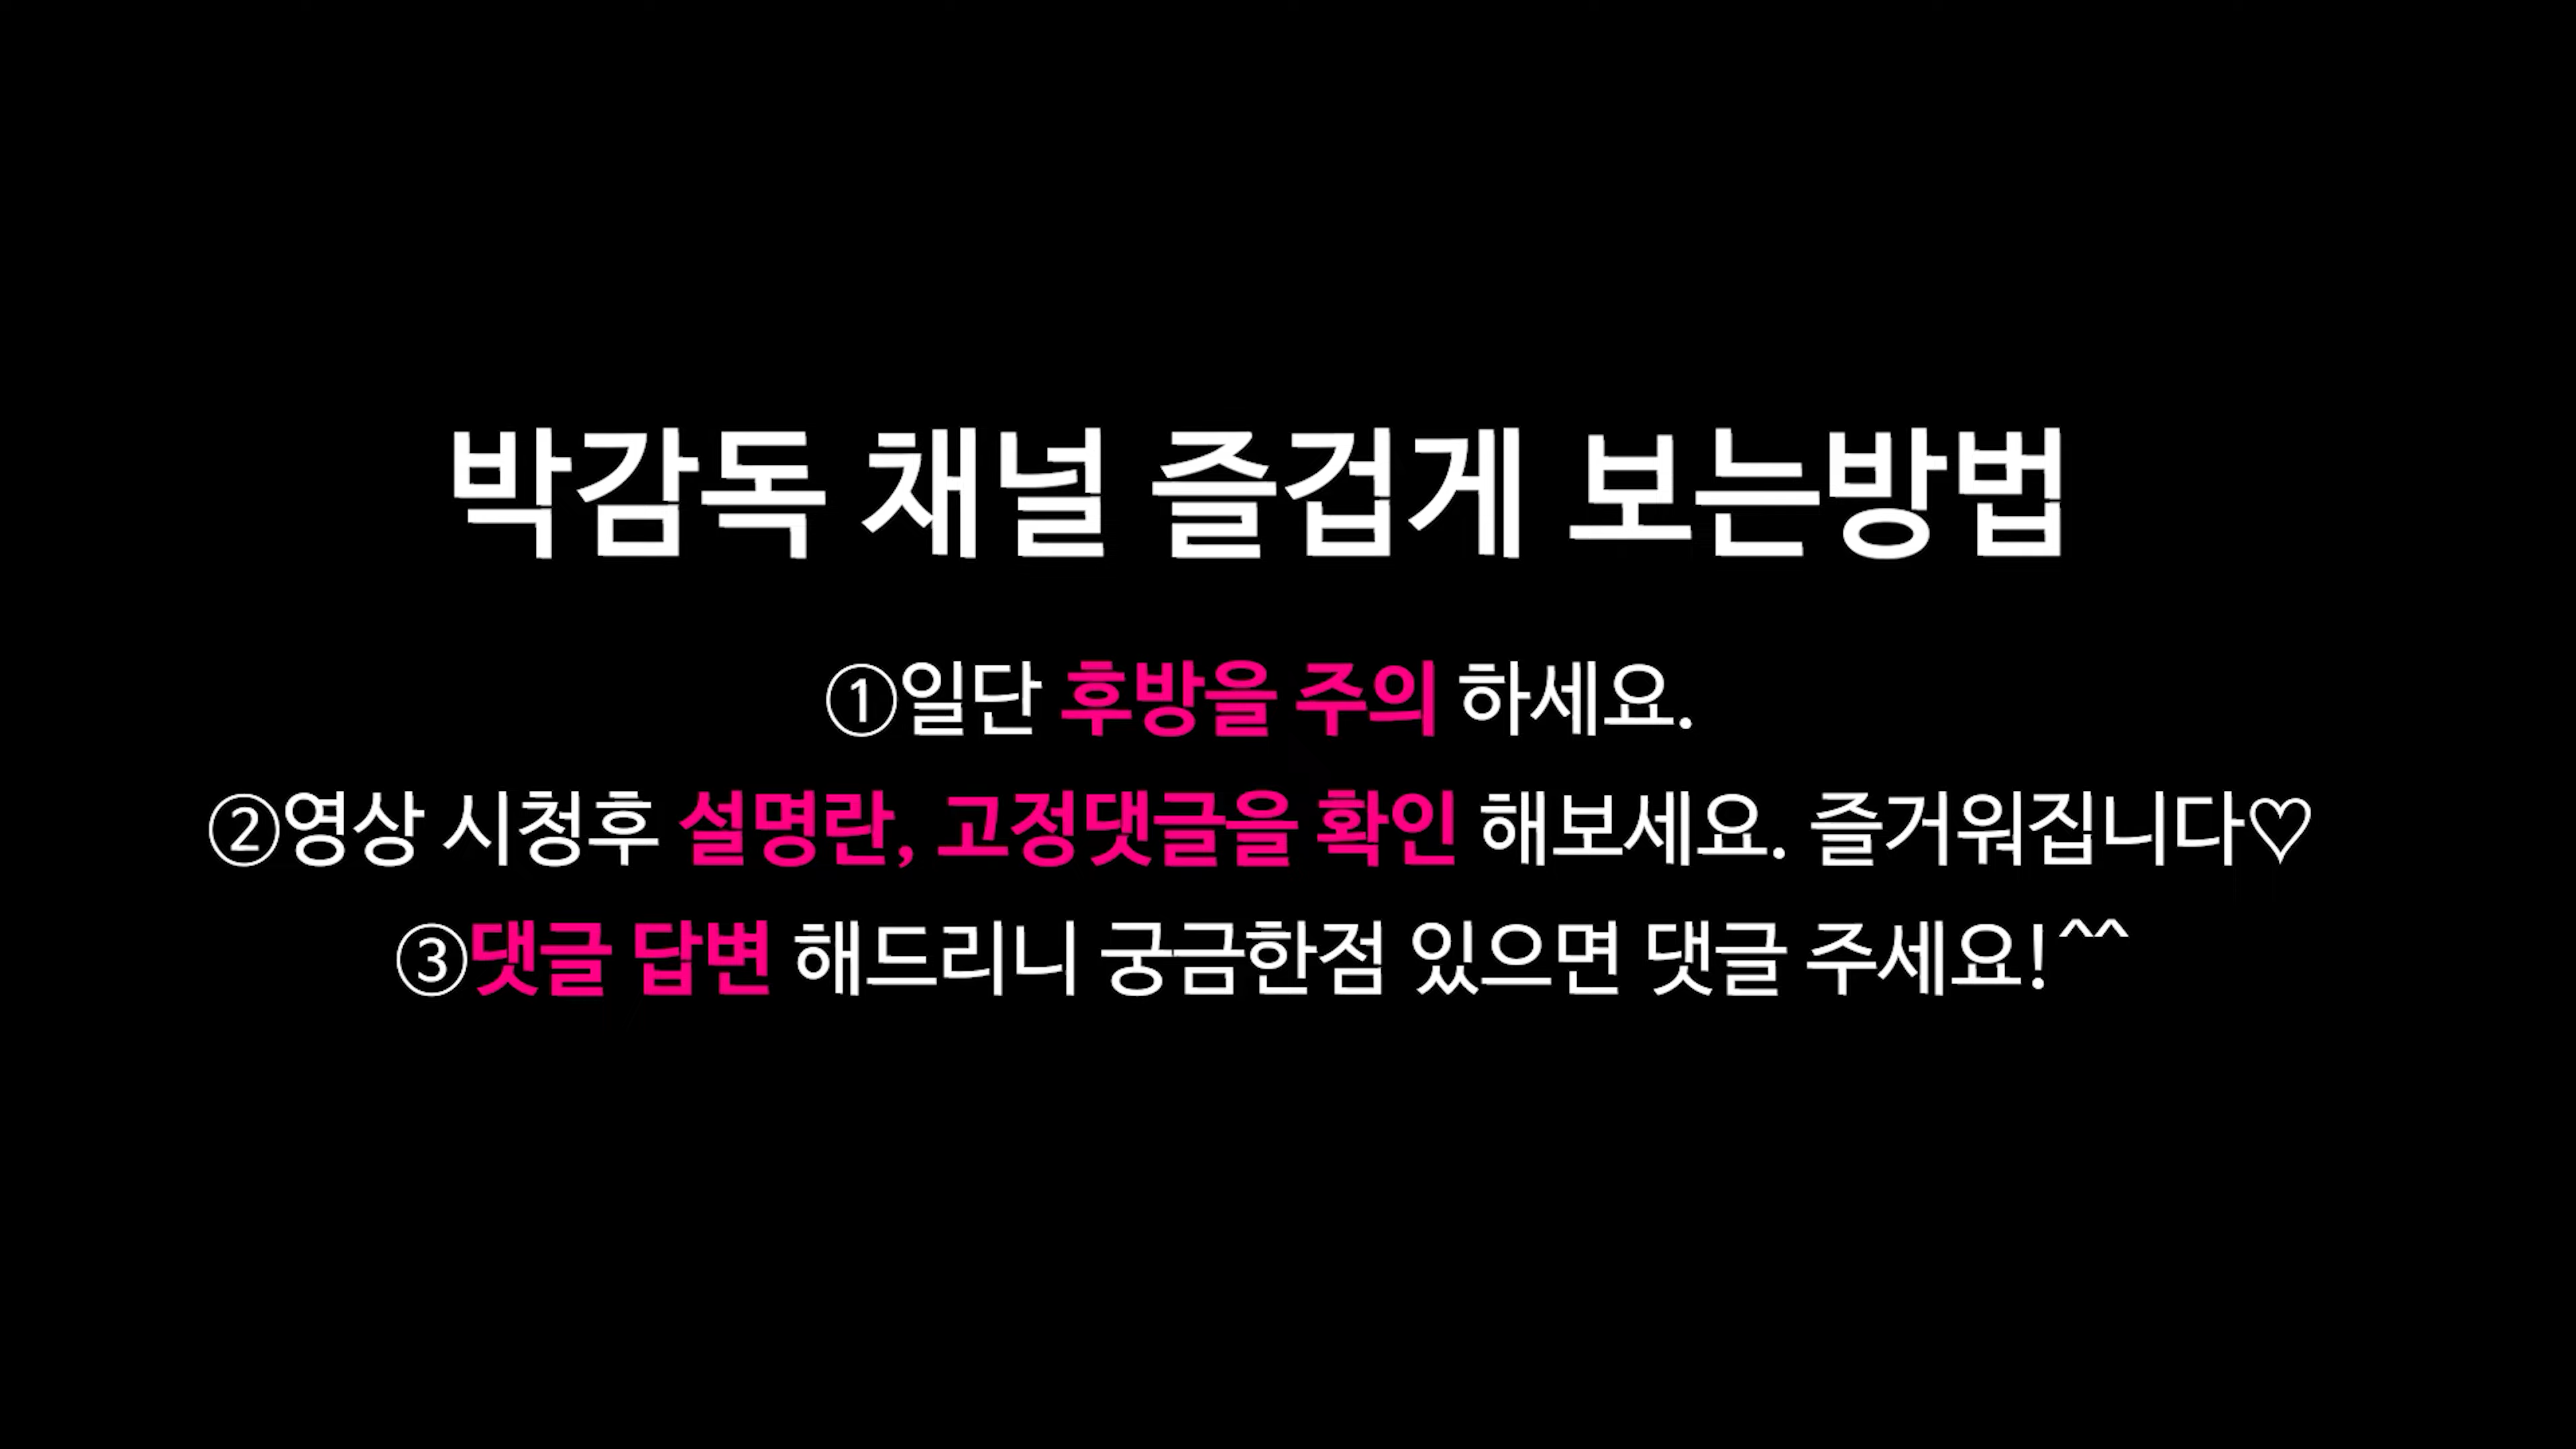 박감독 채널 즐겁게 보는방법
①일단 후방을 주의 하세요.
②영상 시청후 설명란, 고정댓글을 확인 해보세요. 즐거워집니다♡
③댓글 답변 해드리니 궁금한점 있으면 댓글 주세요!^^